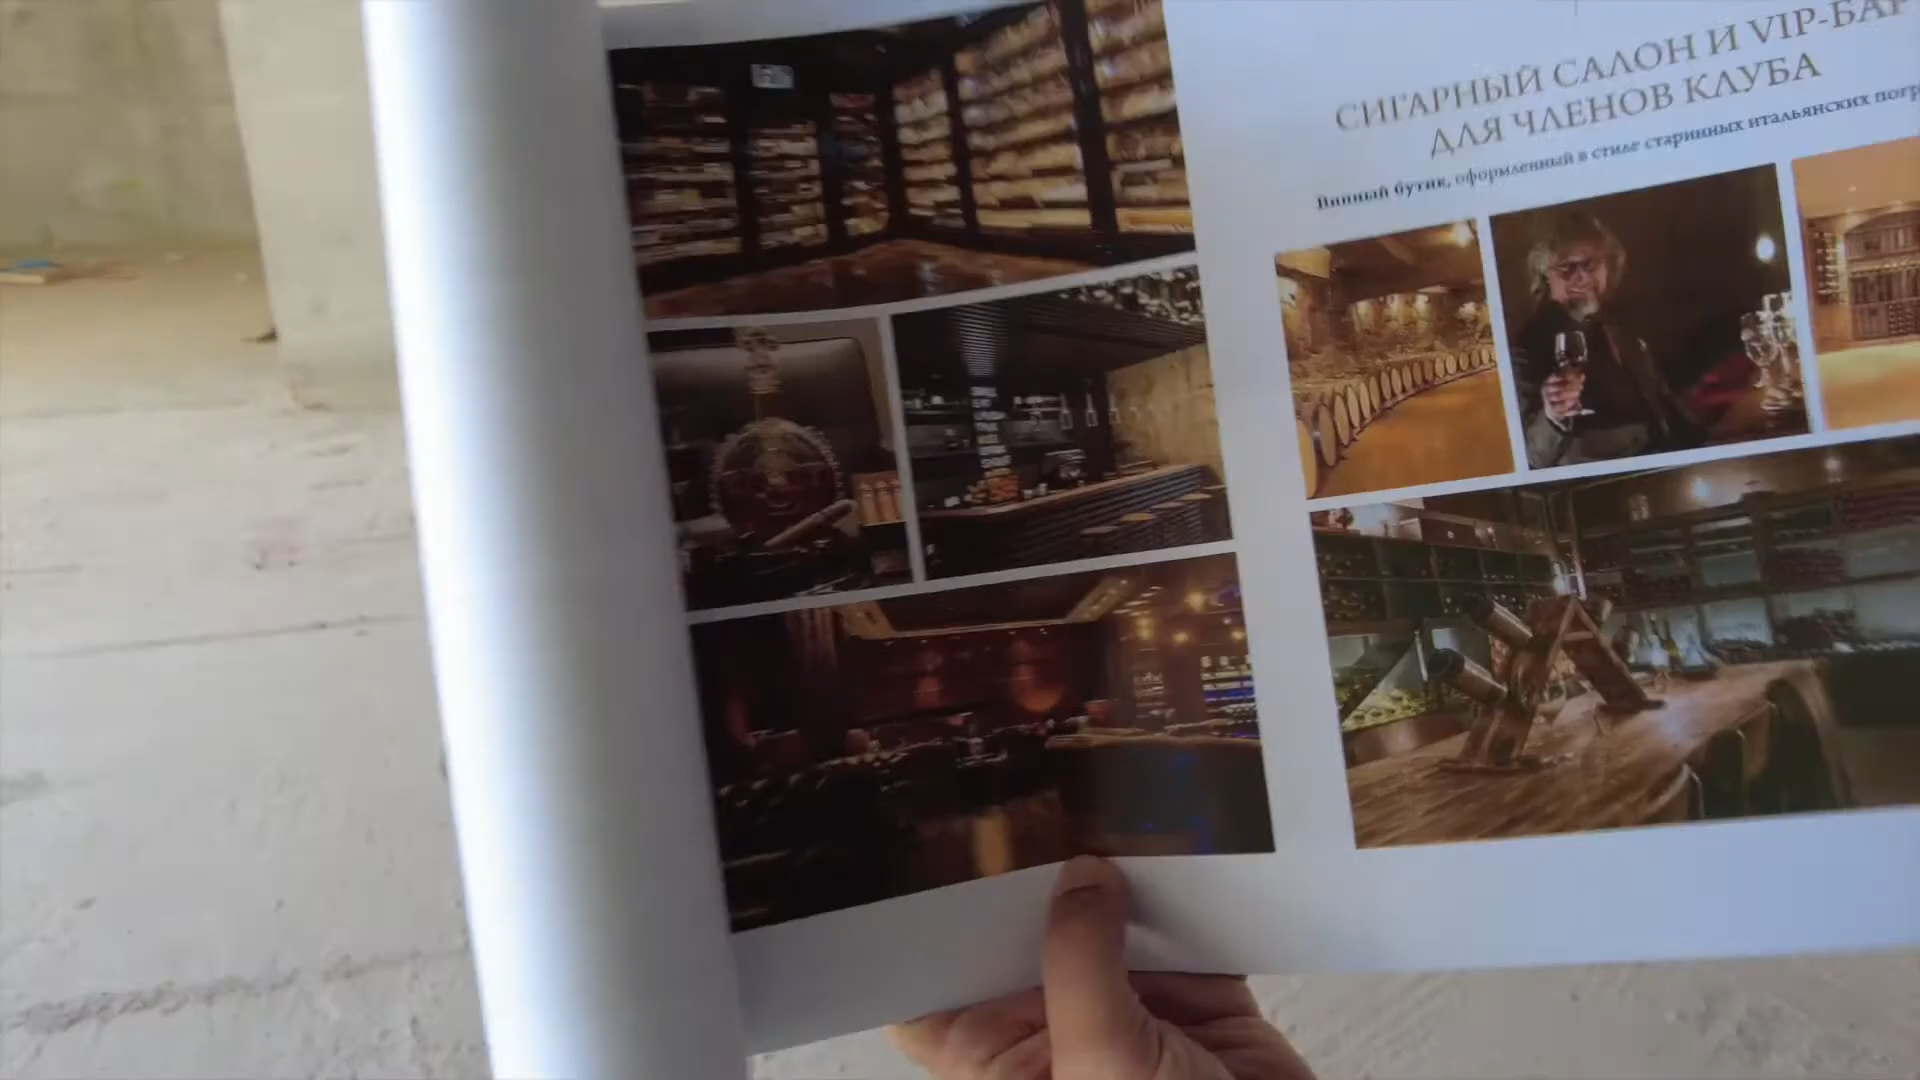 СИГАРНЫЙ САЛОН И VIP-БАР
ДЛЯ ЧЛЕНОВ КЛУБА
Винный бутик, оформленный в стиле старинных итальянских